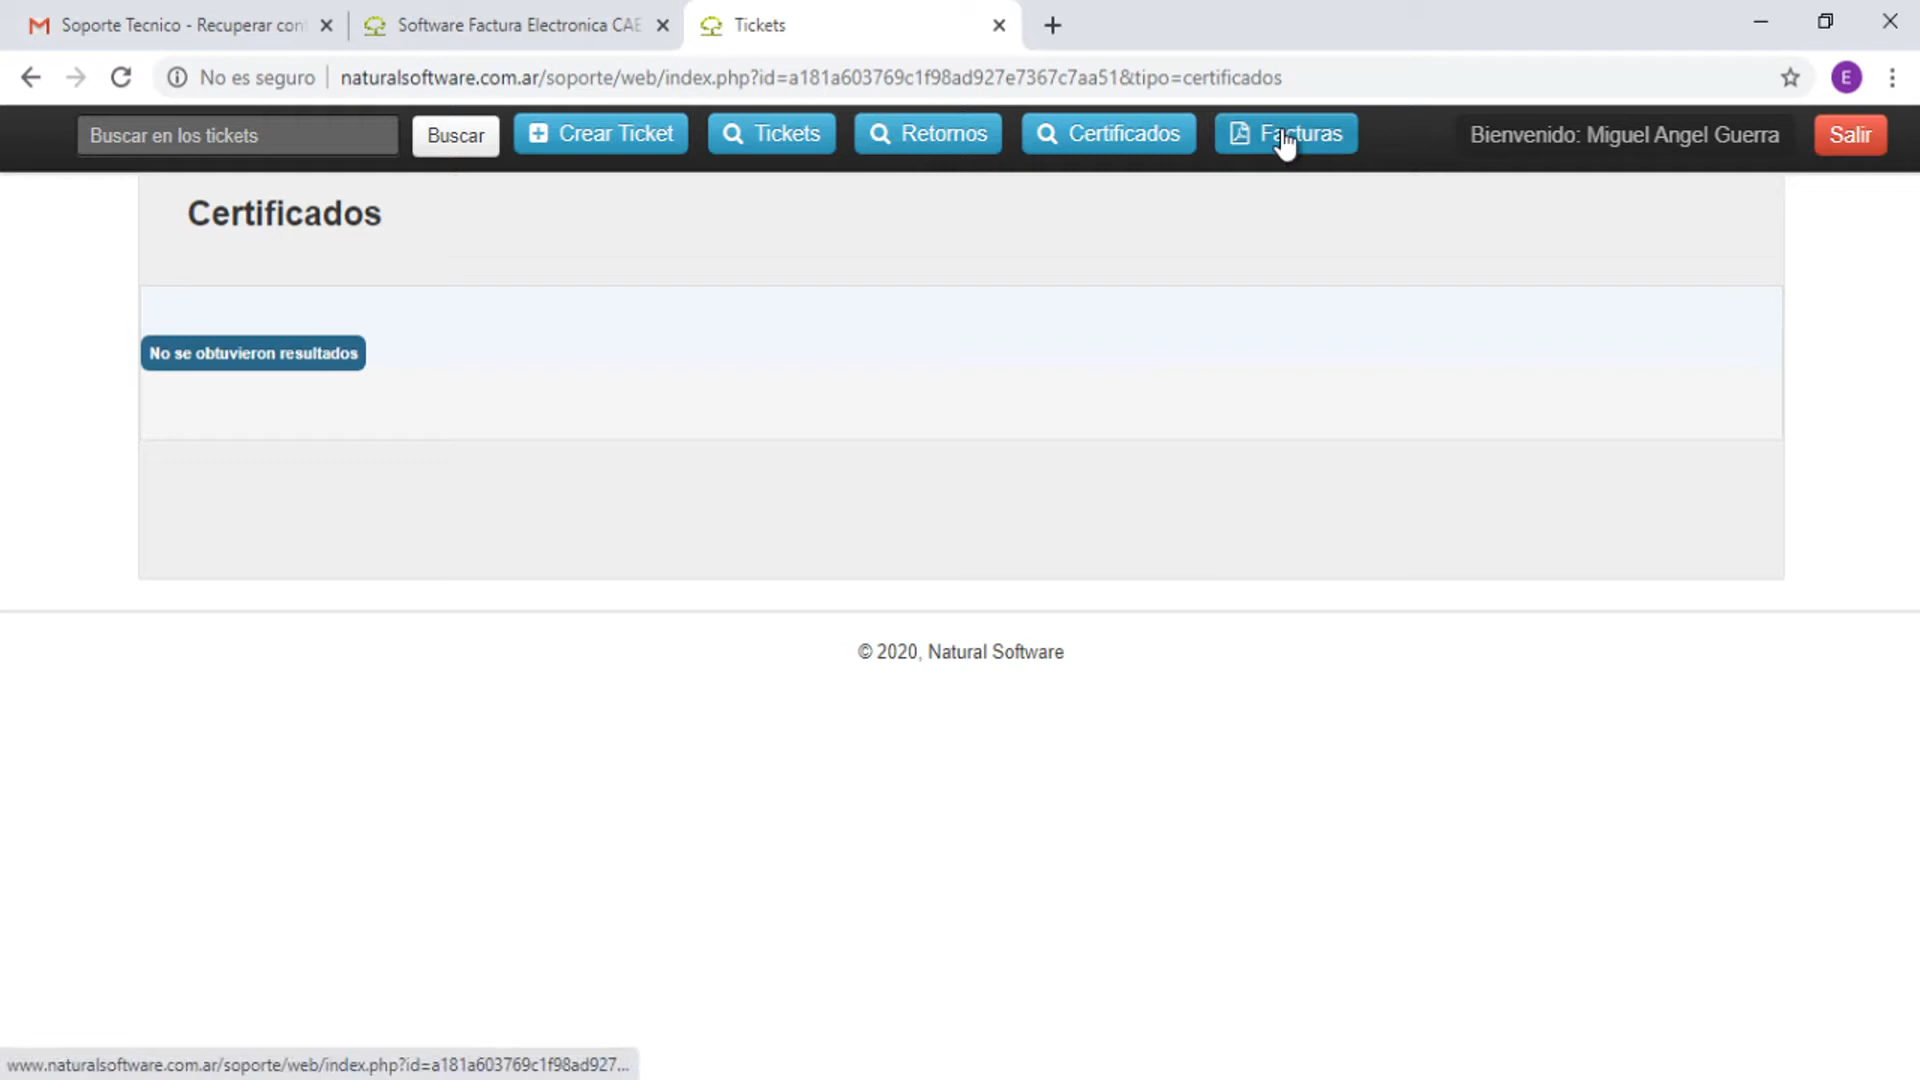 Soporte Tecnico - Recuperar con
Software Factura Electronica CAE
Tickets
No es seguro
naturalsoftware.com.ar/soporte/web/index.php?id=a181a603769c1f98ad927e7367c7aa51&tipo=certificados
E
Buscar en los tickets
Buscar
Crear Ticket
Tickets
Retornos
Certificados
Facturas
Bienvenido: Miguel Angel Guerra
Salir
Certificados
No se obtuvieron resultados
© 2020, Natural Software
www.naturalsoftware.com.ar/soporte/web/index.php?id=a181a603769c1f98ad927...